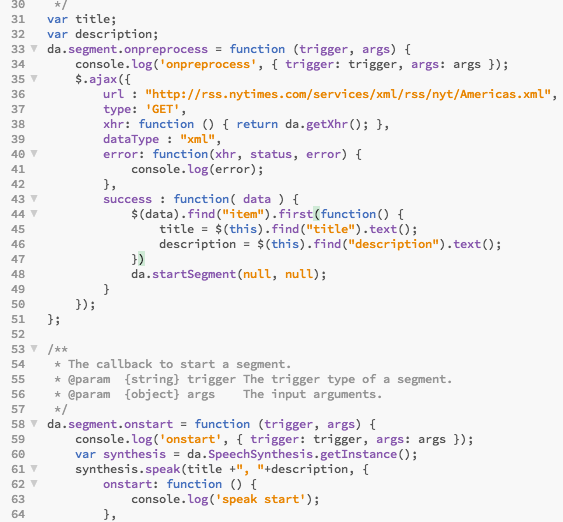 30  */
31 var title;
32 var description;
33 da.segment.onpreprocess = function (trigger, args) {
34     console.log('onpreprocess', { trigger: trigger, args: args });
35     $.ajax({
36         url : "http://rss.nytimes.com/services/xml/rss/nyt/Americas.xml",
37         type: 'GET',
38         xhr: function () { return da.getXhr(); },
39         dataType : "xml",
40         error: function(xhr, status, error) {
41             console.log(error);
42         },
43         success : function( data ) {
44             $(data).find("item").first(function() {
45                 title = $(this).find("title").text();
46                 description = $(this).find("description").text();
47             })
48             da.startSegment(null, null);
49         }
50     });
51 };
52
53 /**
54  * The callback to start a segment.
55  * @param  {string} trigger The trigger type of a segment.
56  * @param  {object} args    The input arguments.
57  */
58 da.segment.onstart = function (trigger, args) {
59     console.log('onstart', { trigger: trigger, args: args });
60     var synthesis = da.SpeechSynthesis.getInstance();
61     synthesis.speak(title +", "+description, {
62         onstart: function () {
63             console.log('speak start');
64         },